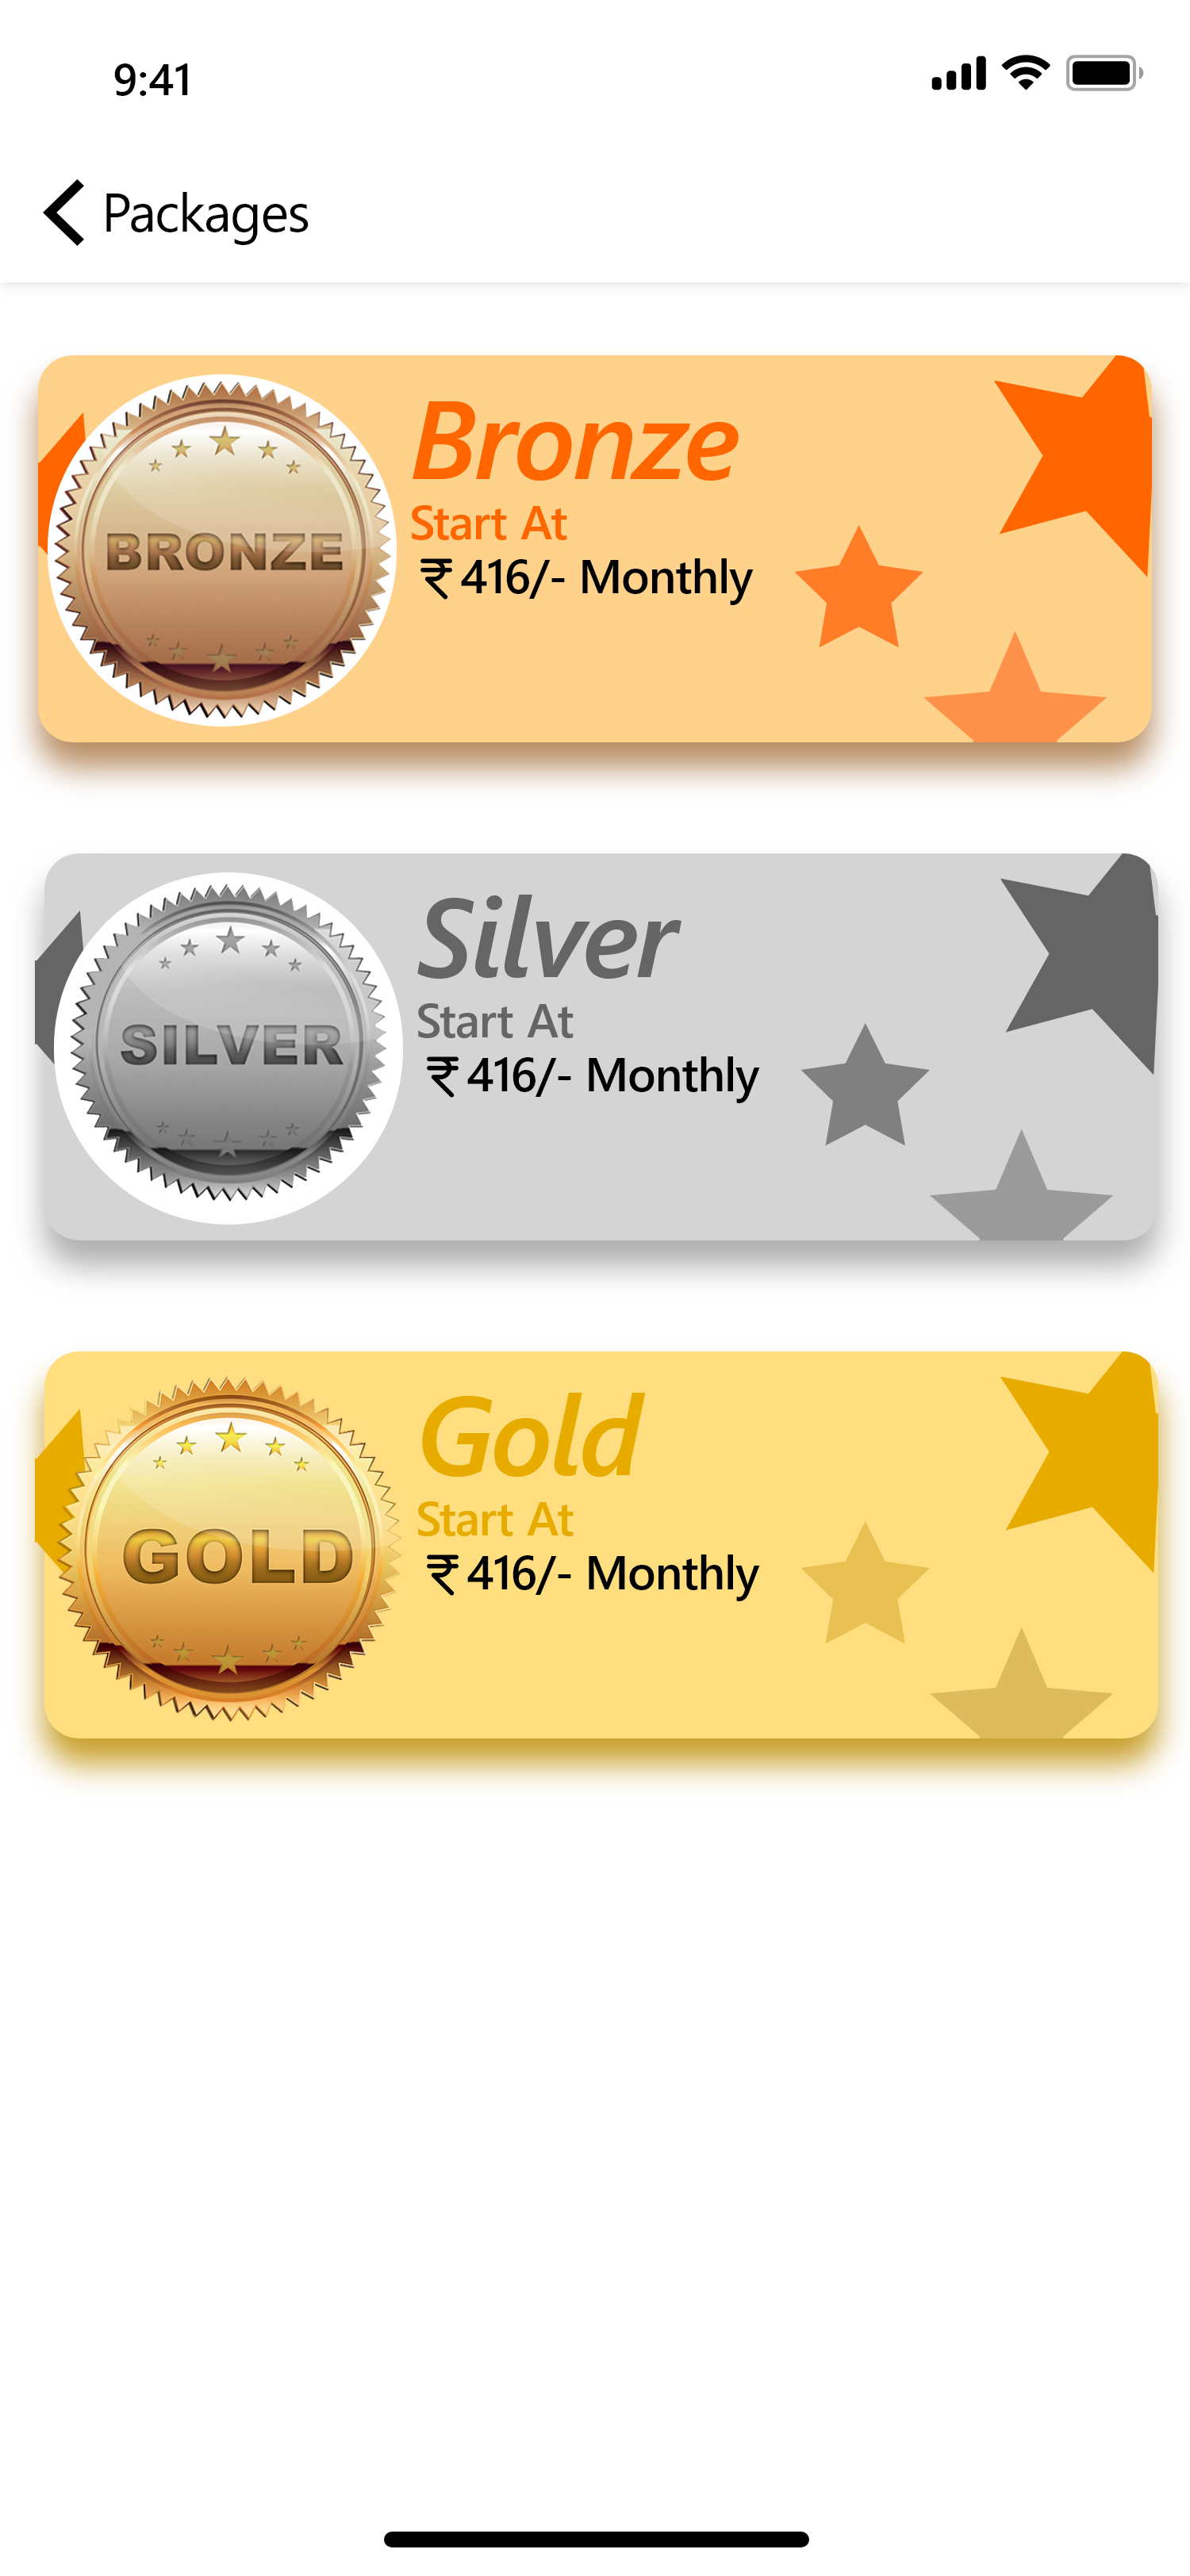 9:41
Packages
BRONZE
Bronze
Start At
₹ 416/- Monthly
SILVER
Silver
Start At
₹ 416/- Monthly
GOLD
Gold
Start At
₹ 416/- Monthly